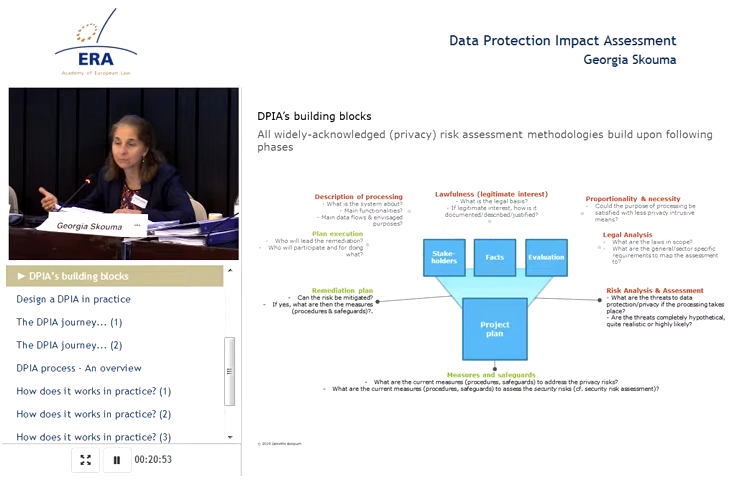 ERA
Academy of European Law
Data Protection Impact Assessment
Georgia Skouma
Georgia Skouma
► DPIA's building blocks
Design a DPIA in practice
The DPIA journey... (1)
The DPIA journey... (2)
DPIA process - An overview
How does it works in practice? (1)
How does it works in practice? (2)
How does it works in practice? (3)
00:20:53
DPIA's building blocks
All widely-acknowledged (privacy) risk assessment methodologies build upon following
phases
Description of processing
- What is the system about?
- Main functionalities?
- Main data flows & envisaged
purposes?
Lawfulness (legitimate interest)
- What is the legal basis?
- If legitimate interest, how is it
documented/described/justified?
Proportionality & necessity
- Could the purpose of processing be
satisfied with less privacy intrusive
means?
Plan execution
- Who will lead the remediation?
- Who will participate and for doing
what?
Legal Analysis
- What are the laws in scope?
- What are the general/sector specific
requirements to map the assessment
to?
Stake-
holders
Facts
Evaluation
Remediation plan
- Can the risk be mitigated?
- If yes, what are then the measures
(procedures & safeguards)?.
Risk Analysis & Assessment
- What are the threats to data
protection/privacy if the processing takes
place?
- Are the threats completely hypothetical,
quite realistic or highly likely?
Project
plan
Measures and safeguards
- What are the current measures (procedures, safeguards) to address the privacy risks?
- What are the current measures (procedures, safeguards) to assess the security risks (cf. security risk assessment)?